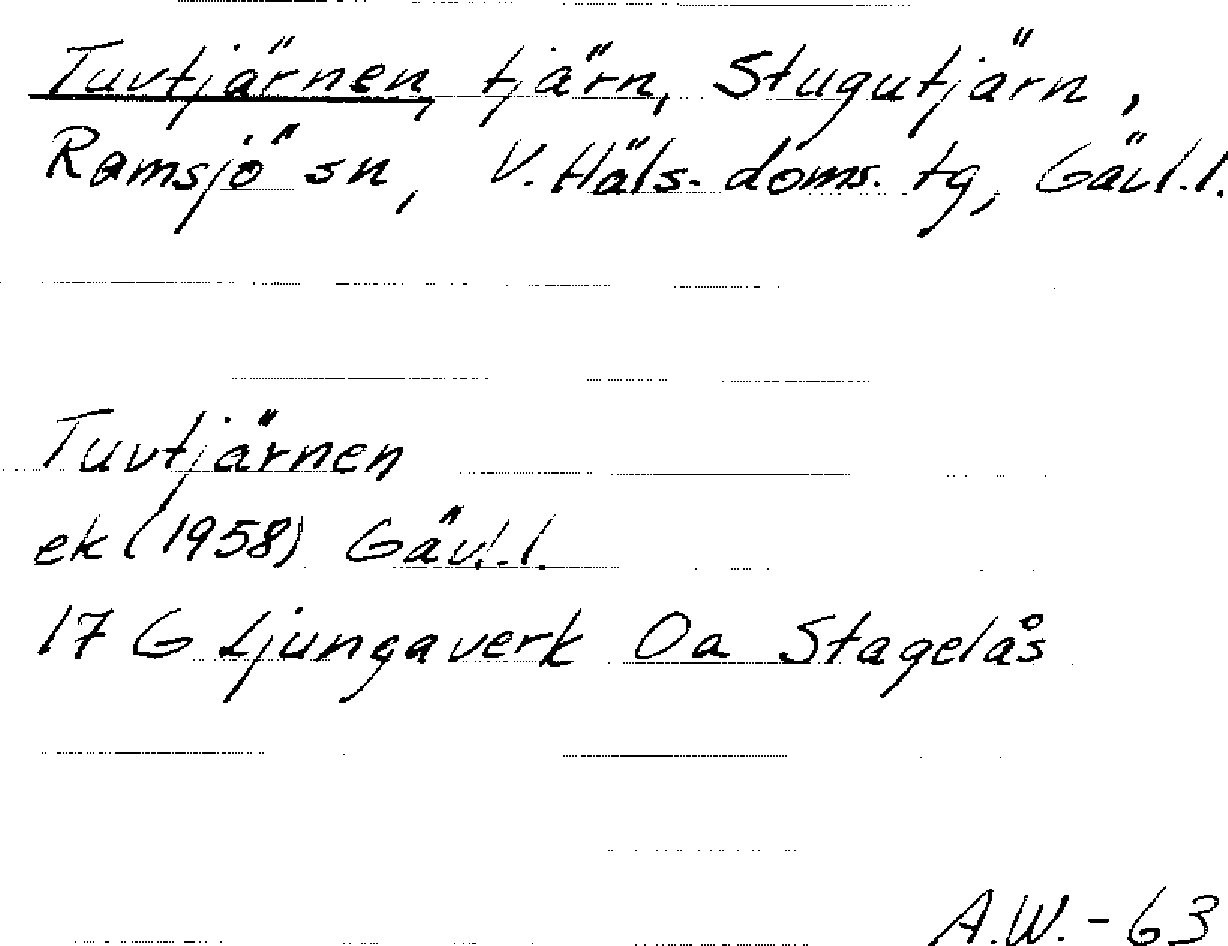 Tuvtjärnen, tjärn, Stugutjärn,
Ramsjö sn, V. Häls. doms. tg, Gävl.l.
Tuvtjärnen
ek (1958) Gävl.l.
17 G Ljungaverk Oa Stagelås
A.W.-63